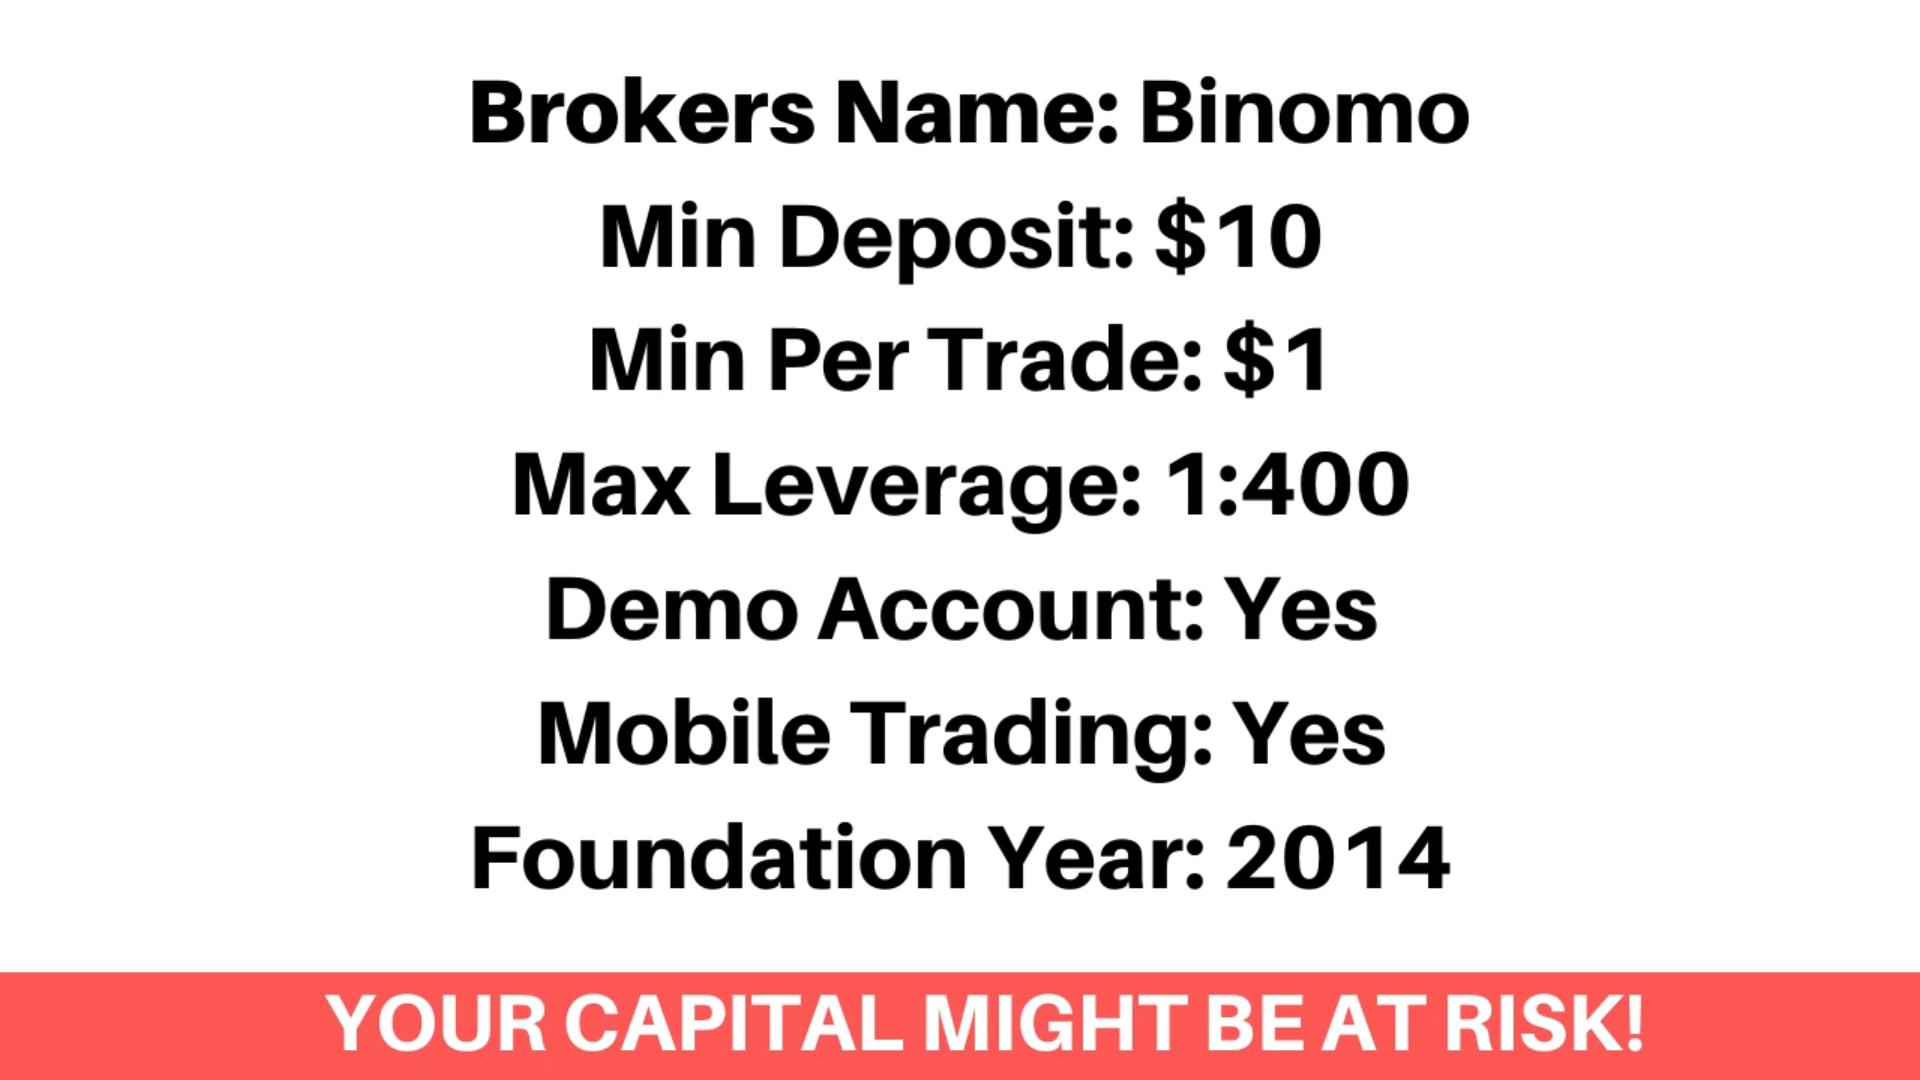 Brokers Name: Binomo
Min Deposit: $10
Min Per Trade: $1
Max Leverage: 1:400
Demo Account: Yes
Mobile Trading: Yes
Foundation Year: 2014
YOUR CAPITAL MIGHT BE AT RISK!